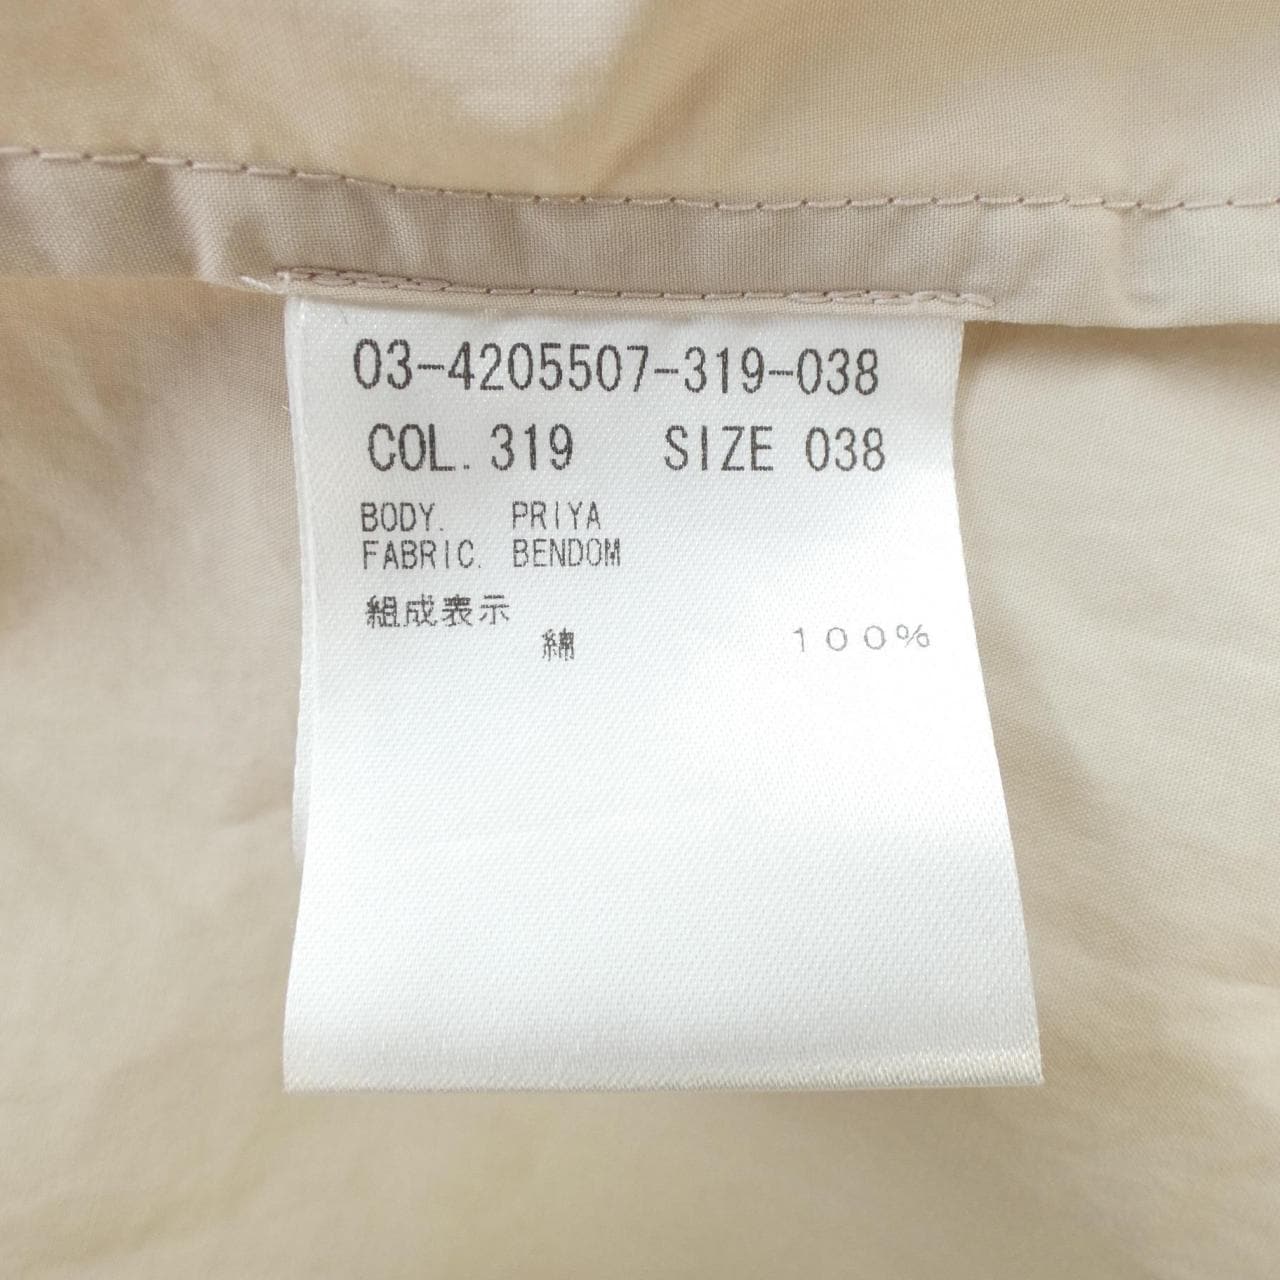 03-4205507-319-038
COL. 319 SIZE 038
BODY. PRIYA
FABRIC. BENDOM
組成表示
綿 100%